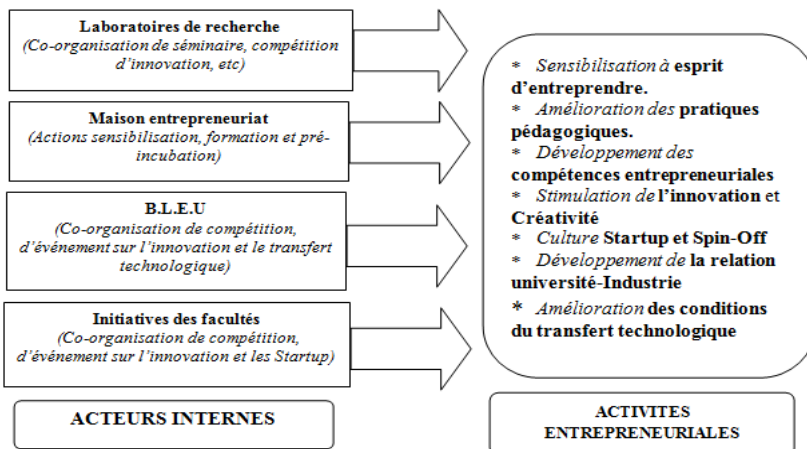 Laboratoires de recherche
(Co-organisation de séminaire, compétition
d'innovation, etc)
Maison entrepreneuriat
(Actions sensibilisation, formation et pré-
incubation)
B.L.E.U
(Co-organisation de compétition,
d'événement sur l'innovation et le transfert
technologique)
Initiatives des facultés
(Co-organisation de compétition,
d'événement sur l'innovation et les Startup)
ACTEURS INTERNES
* Sensibilisation à esprit
d'entreprendre.
* Amélioration des pratiques
pédagogiques.
* Développement des
compétences entrepreneuriales
* Stimulation de l'innovation et
Créativité
* Culture Startup et Spin-Off
* Développement de la relation
université-Industrie
* Amélioration des conditions
du transfert technologique
ACTIVITES
ENTREPRENEURIALES